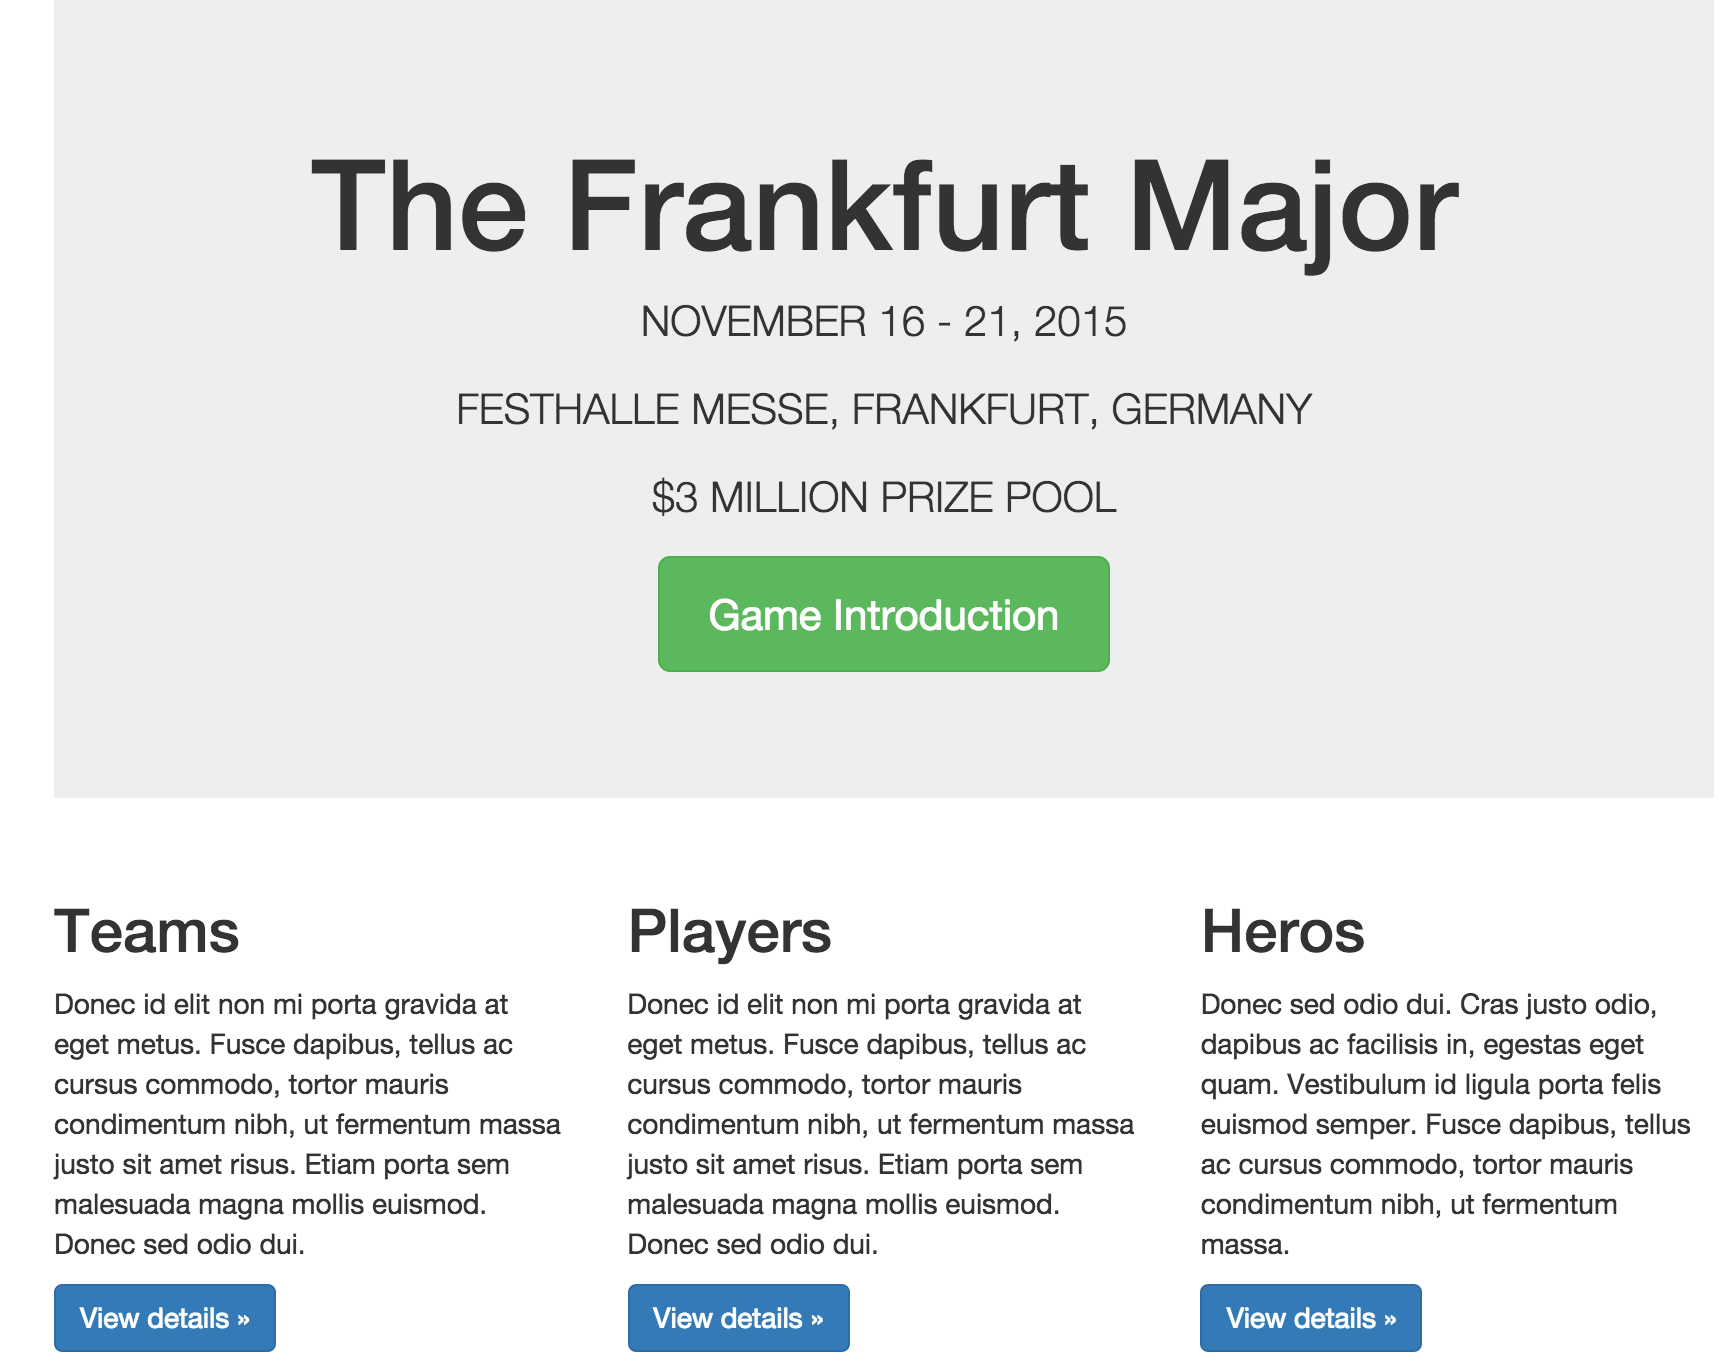 The Frankfurt Major
NOVEMBER 16 - 21, 2015
FESTHALLE MESSE, FRANKFURT, GERMANY
$3 MILLION PRIZE POOL
Game Introduction
Teams
Donec id elit non mi porta gravida at
eget metus. Fusce dapibus, tellus ac
cursus commodo, tortor mauris
condimentum nibh, ut fermentum massa
justo sit amet risus. Etiam porta sem
malesuada magna mollis euismod.
Donec sed odio dui.
View details »
Players
Donec id elit non mi porta gravida at
eget metus. Fusce dapibus, tellus ac
cursus commodo, tortor mauris
condimentum nibh, ut fermentum massa
justo sit amet risus. Etiam porta sem
malesuada magna mollis euismod.
Donec sed odio dui.
View details »
Heros
Donec sed odio dui. Cras justo odio,
dapibus ac facilisis in, egestas eget
quam. Vestibulum id ligula porta felis
euismod semper. Fusce dapibus, tellus
ac cursus commodo, tortor mauris
condimentum nibh, ut fermentum
massa.
View details »